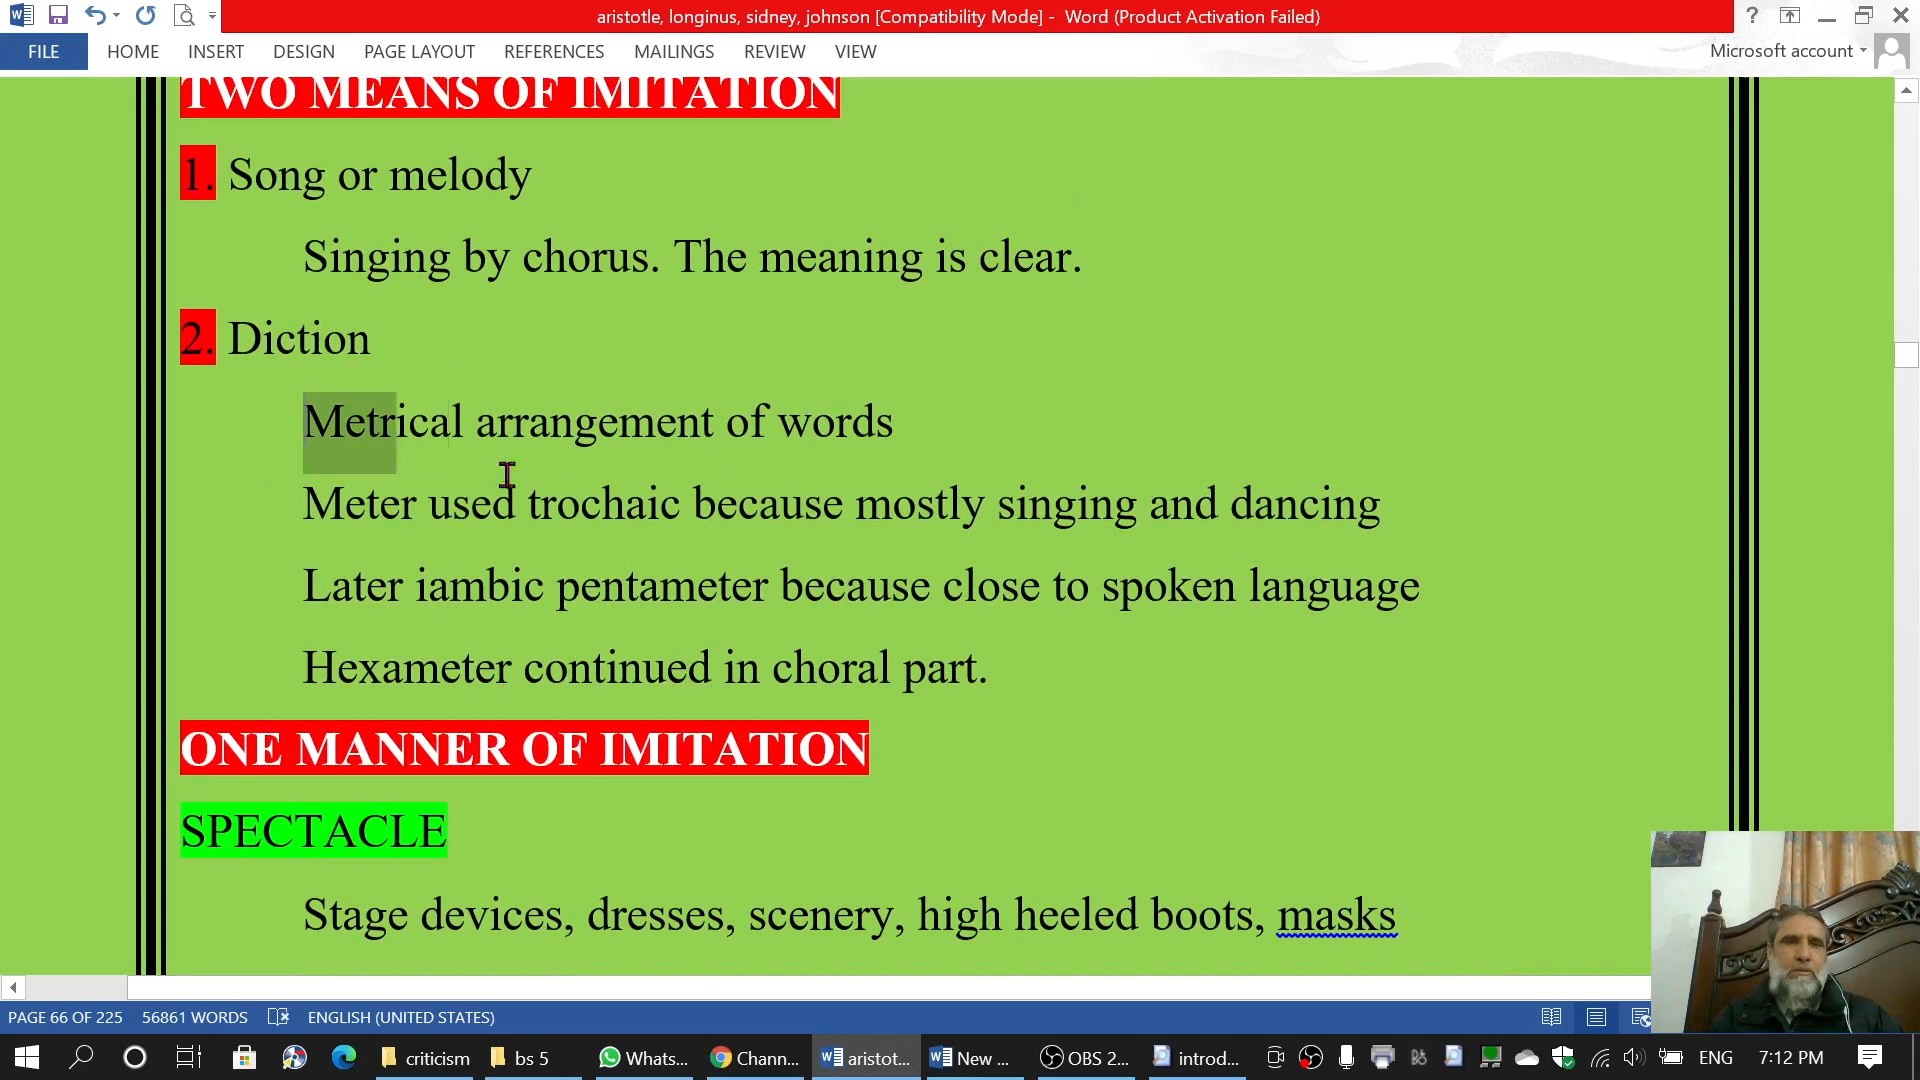 aristotle, longinus, sidney, johnson [Compatibility Mode] - Word (Product Activation Failed)
FILE HOME INSERT DESIGN PAGE LAYOUT REFERENCES MAILINGS REVIEW VIEW Microsoft account
TWO MEANS OF IMITATION
1. Song or melody
Singing by chorus. The meaning is clear.
2. Diction
Metrical arrangement of words
Meter used trochaic because mostly singing and dancing
Later iambic pentameter because close to spoken language
Hexameter continued in choral part.
ONE MANNER OF IMITATION
SPECTACLE
Stage devices, dresses, scenery, high heeled boots, masks
PAGE 66 OF 225 56861 WORDS ENGLISH (UNITED STATES)
criticism bs 5 Whats... Chann... aristot... New ... OBS 2... introd... ENG 7:12 PM